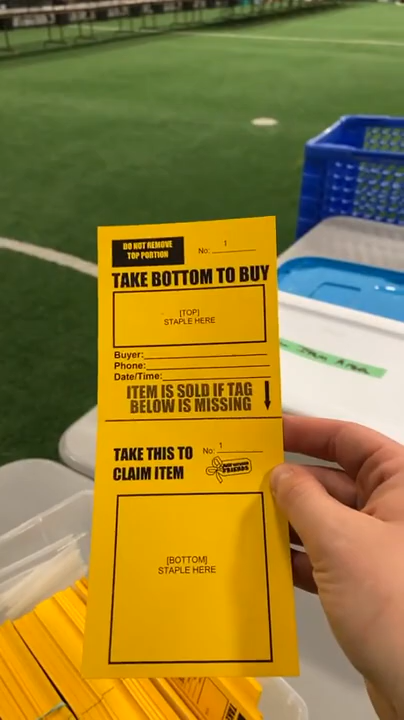 DO NOT REMOVE
TOP PORTION
No: 1
TAKE BOTTOM TO BUY
[TOP]
STAPLE HERE
Buyer:
Phone:
Date/Time:
ITEM IS SOLD IF TAG
BELOW IS MISSING
TAKE THIS TO
CLAIM ITEM
No: 1
FRIENDS
[BOTTOM]
STAPLE HERE